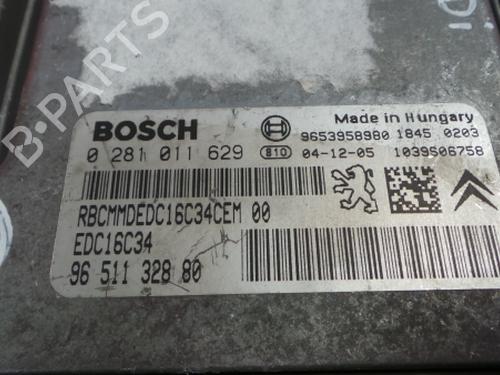 BOSCH
Made in Hungary
9653958980 1845 0203
0 281 011 629 810 04-12-05 1039S06758
RBCMMDEDC16C34CEM 00
EDC16C34
96 511 328 80
B-PARTS